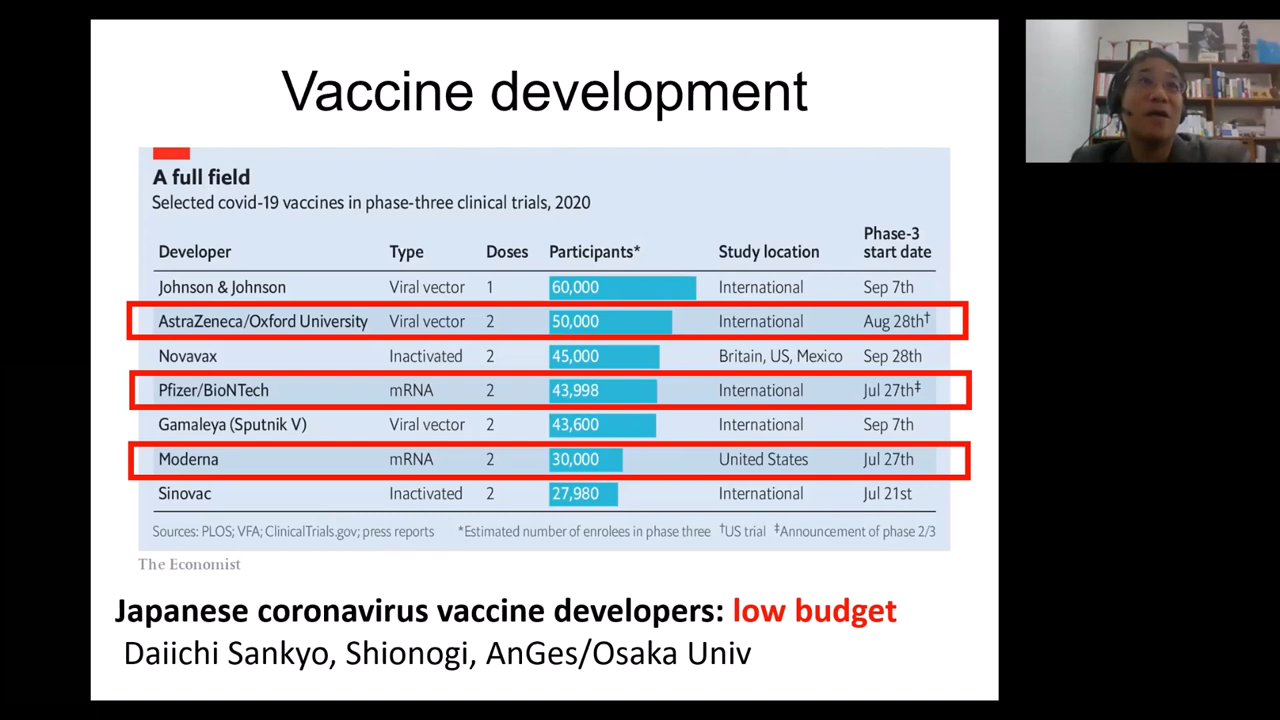 Vaccine development
A full field
Selected covid-19 vaccines in phase-three clinical trials, 2020
Developer Type Doses Participants* Study location Phase-3 start date
Johnson & Johnson Viral vector 1 60,000 International Sep 7th
AstraZeneca/Oxford University Viral vector 2 50,000 International Aug 28th†
Novavax Inactivated 2 45,000 Britain, US, Mexico Sep 28th
Pfizer/BioNTech mRNA 2 43,998 International Jul 27th‡
Gamaleya (Sputnik V) Viral vector 2 43,600 International Sep 7th
Moderna mRNA 2 30,000 United States Jul 27th
Sinovac Inactivated 2 27,980 International Jul 21st
Sources: PLOS; VFA; ClinicalTrials.gov; press reports *Estimated number of enrolees in phase three †US trial ‡Announcement of phase 2/3
The Economist
Japanese coronavirus vaccine developers: low budget
Daiichi Sankyo, Shionogi, AnGes/Osaka Univ